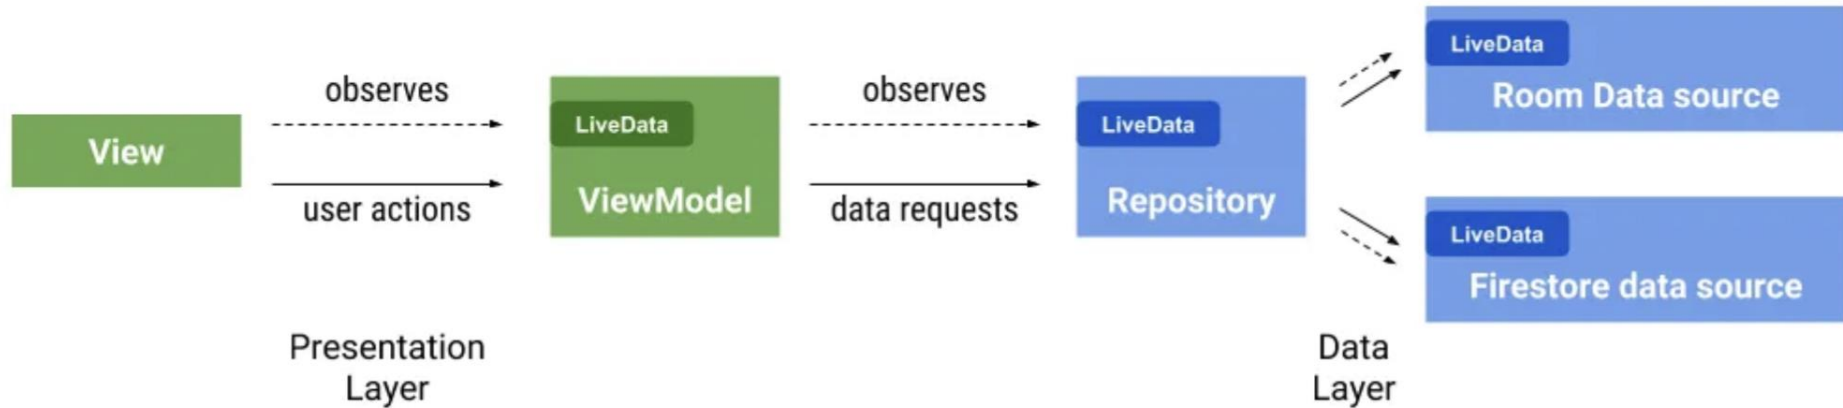 View
observes
user actions
LiveData
ViewModel
observes
data requests
LiveData
Repository
LiveData
Room Data source
LiveData
Firestore data source
Presentation
Layer
Data
Layer